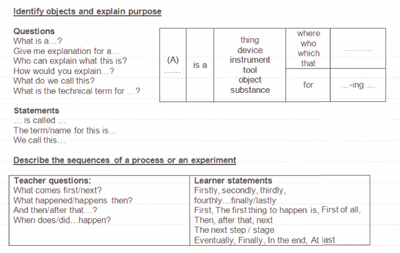 Identify objects and explain purpose
Questions
What is a…?
Give me explanation for a…
Who can explain what this is?
How would you explain…?
What do we call this?
What is the technical term for …?
(A)
……
is a
thing
device
instrument
tool
object
substance
where
who
which
that
……….
for
…-ing …
Statements
… is called …
The term/name for this is…
We call this…
Describe the sequences of a process or an experiment
Teacher questions:
What comes first/next?
What happened/happens then?
And then/after that…?
When does/did…happen?
Learner statements
Firstly, secondly, thirdly,
fourthly…finally/lastly
First, The first thing to happen is, First of all,
Then, after that, next
The next step / stage
Eventually, Finally, In the end, At last